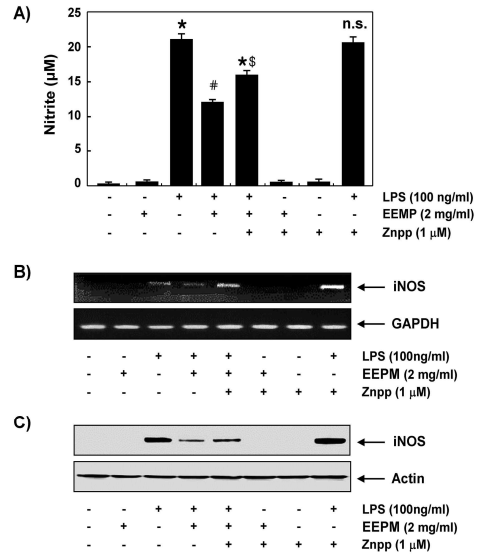 A)
Nitrite (μM)
25
20
15
10
5
0
*
#
*$
n.s.
- - + + + - - + LPS (100 ng/ml)
- + - + + + - - EEMP (2 mg/ml)
- - - - + + + + Znpp (1 μM)
B)
iNOS
GAPDH
- - + + + - - + LPS (100ng/ml)
- + - + + + - - EEPM (2 mg/ml)
- - - - + + + + Znpp (1 μM)
C)
iNOS
Actin
- - + + + - - + LPS (100ng/ml)
- + - + + + - - EEPM (2 mg/ml)
- - - - + + + + Znpp (1 μM)